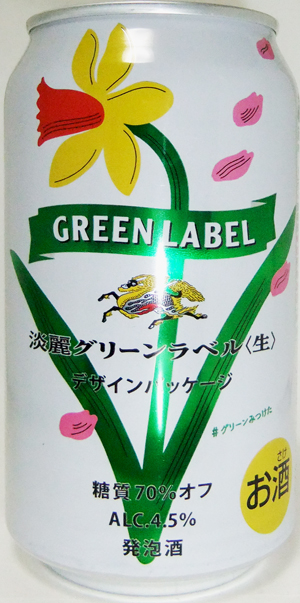 GREEN LABEL
淡麗グリーンラベル〈生〉
デザインパッケージ
#グリーンみつけた
糖質70%オフ
ALC.4.5%
発泡酒
さけ
お酒